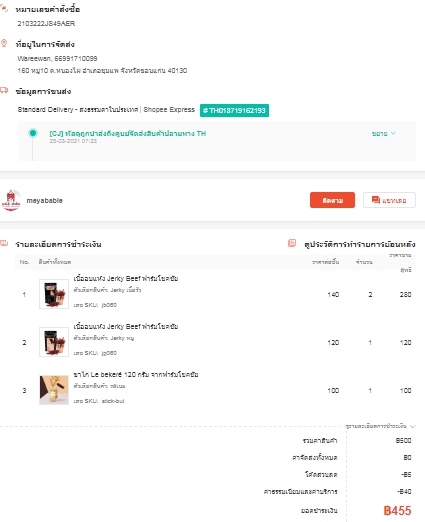 หมายเลขคำสั่งซื้อ
2103222JS49AER
ที่อยู่ในการจัดส่ง
Wareewan, 66991710099
160 หมู่10 ต.หนองไผ่ อำเภอชุมแพ จังหวัดขอนแก่น 40130
ข้อมูลการขนส่ง
Standard Delivery - ส่งธรรมดาในประเทศ | Shopee Express # TH018719162193
[CJ] พัสดุถูกนำส่งถึงศูนย์จัดส่งสินค้าปลายทาง TH ขยาย
29-03-2021 07:23
meyabable ติดตาม แชทเลย
รายละเอียดการชำระเงิน ดูประวัติการทำรายการย้อนหลัง
No. สินค้าทั้งหมด ราคาต่อชิ้น จำนวน ราคารวมสุทธิ
เนื้ออบแห้ง Jerky Beef ฟาร์มโชคชัย
ตัวเลือกสินค้า: Jerky เนื้อวัว
1 140 2 280
เลข SKU: jb060
เนื้ออบแห้ง Jerky Beef ฟาร์มโชคชัย
ตัวเลือกสินค้า: Jerky หมู
2 120 1 120
เลข SKU: jp060
ขาไก่ Le bekeré 120 กรัม จากฟาร์มโชคชัย
ตัวเลือกสินค้า: รสเนย
3 100 1 100
เลข SKU: stick-but
ดูรายละเอียดการชำระเงิน
รวมค่าสินค้า ฿500
ค่าจัดส่งทั้งหมด ฿0
โค้ดส่วนลด -฿5
ค่าธรรมเนียมและค่าบริการ -฿40
ยอดชำระเงิน ฿455